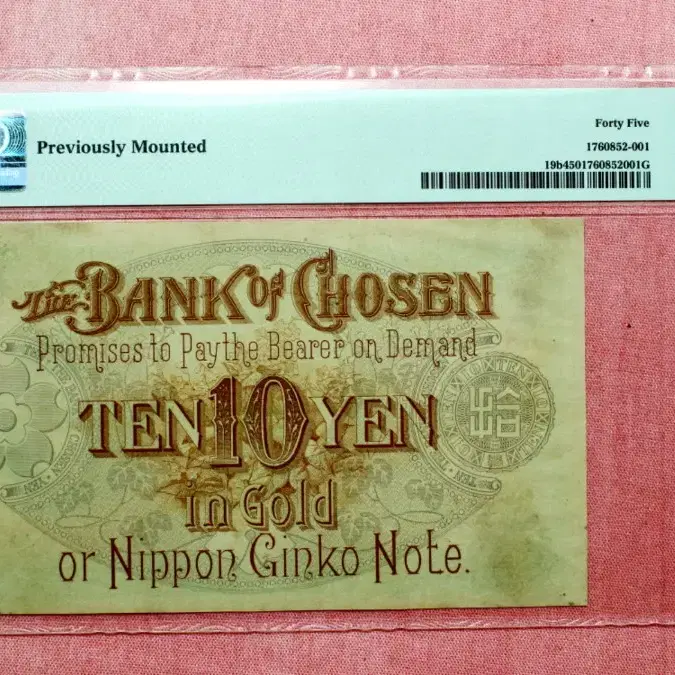 Forty Five
Previously Mounted
1760852-001
19b4501760852001G
The BANK of CHOSEN
Promises to Pay the Bearer on Demand
TEN 10 YEN
in Gold
or Nippon Ginko Note.